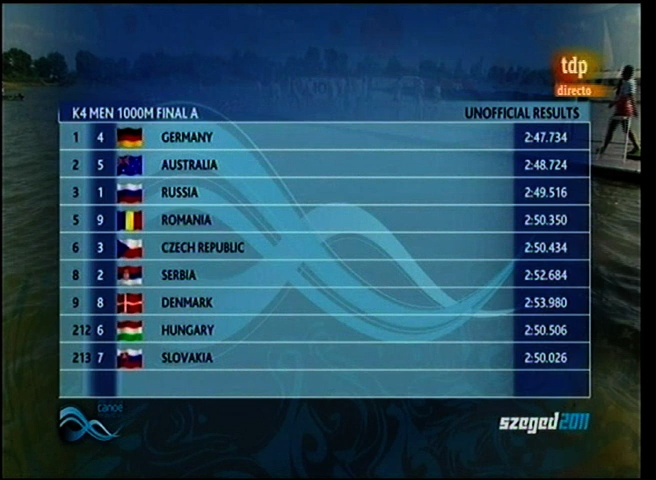 tdp
directo
K4 MEN 1000M FINAL A UNOFFICIAL RESULTS
1 4 GERMANY 2:47.734
2 5 AUSTRALIA 2:48.724
3 1 RUSSIA 2:49.516
5 9 ROMANIA 2:50.350
6 3 CZECH REPUBLIC 2:50.434
8 2 SERBIA 2:52.684
9 8 DENMARK 2:53.980
212 6 HUNGARY 2:50.506
213 7 SLOVAKIA 2:50.026
canoe
szeged2011